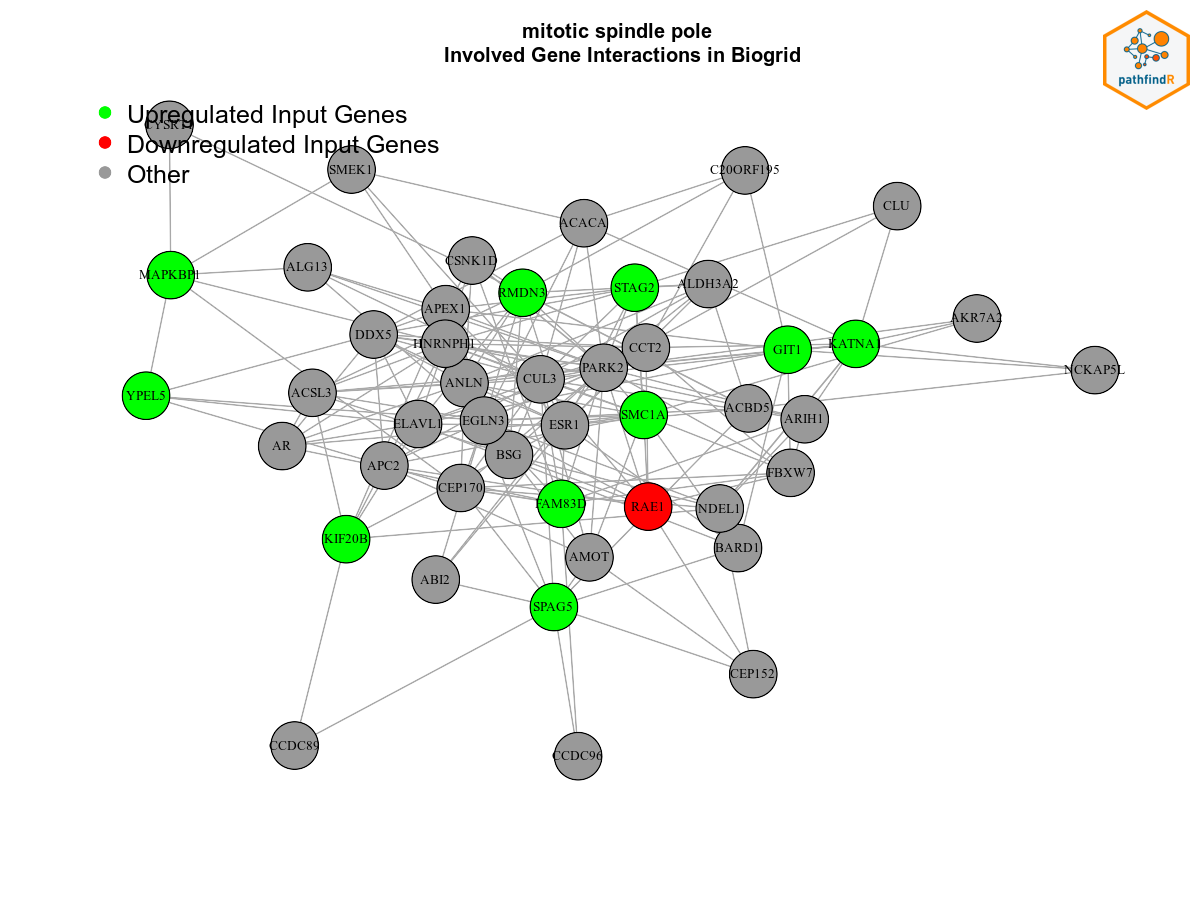 mitotic spindle pole
Involved Gene Interactions in Biogrid
pathfindR
Upregulated Input Genes
Downregulated Input Genes
Other
SMEK1
C20ORF195
CLU
ACACA
MAPKBP1
ALG13
CSNK1D
RMDN3
STAG2
ALDH3A2
APEX1
AKR7A2
DDX5
HNRNPH1
CCT2
GIT1
KATNA1
PARK2
NCKAP5L
CUL3
ANLN
YPEL5
ACSL3
ELAVL1
EGLN3
ESR1
SMC1A
ACBD5
ARIH1
AR
BSG
APC2
CEP170
FBXW7
FAM83D
RAE1
NDEL1
KIF20B
BARD1
AMOT
ABI2
SPAG5
CEP152
CCDC89
CCDC96